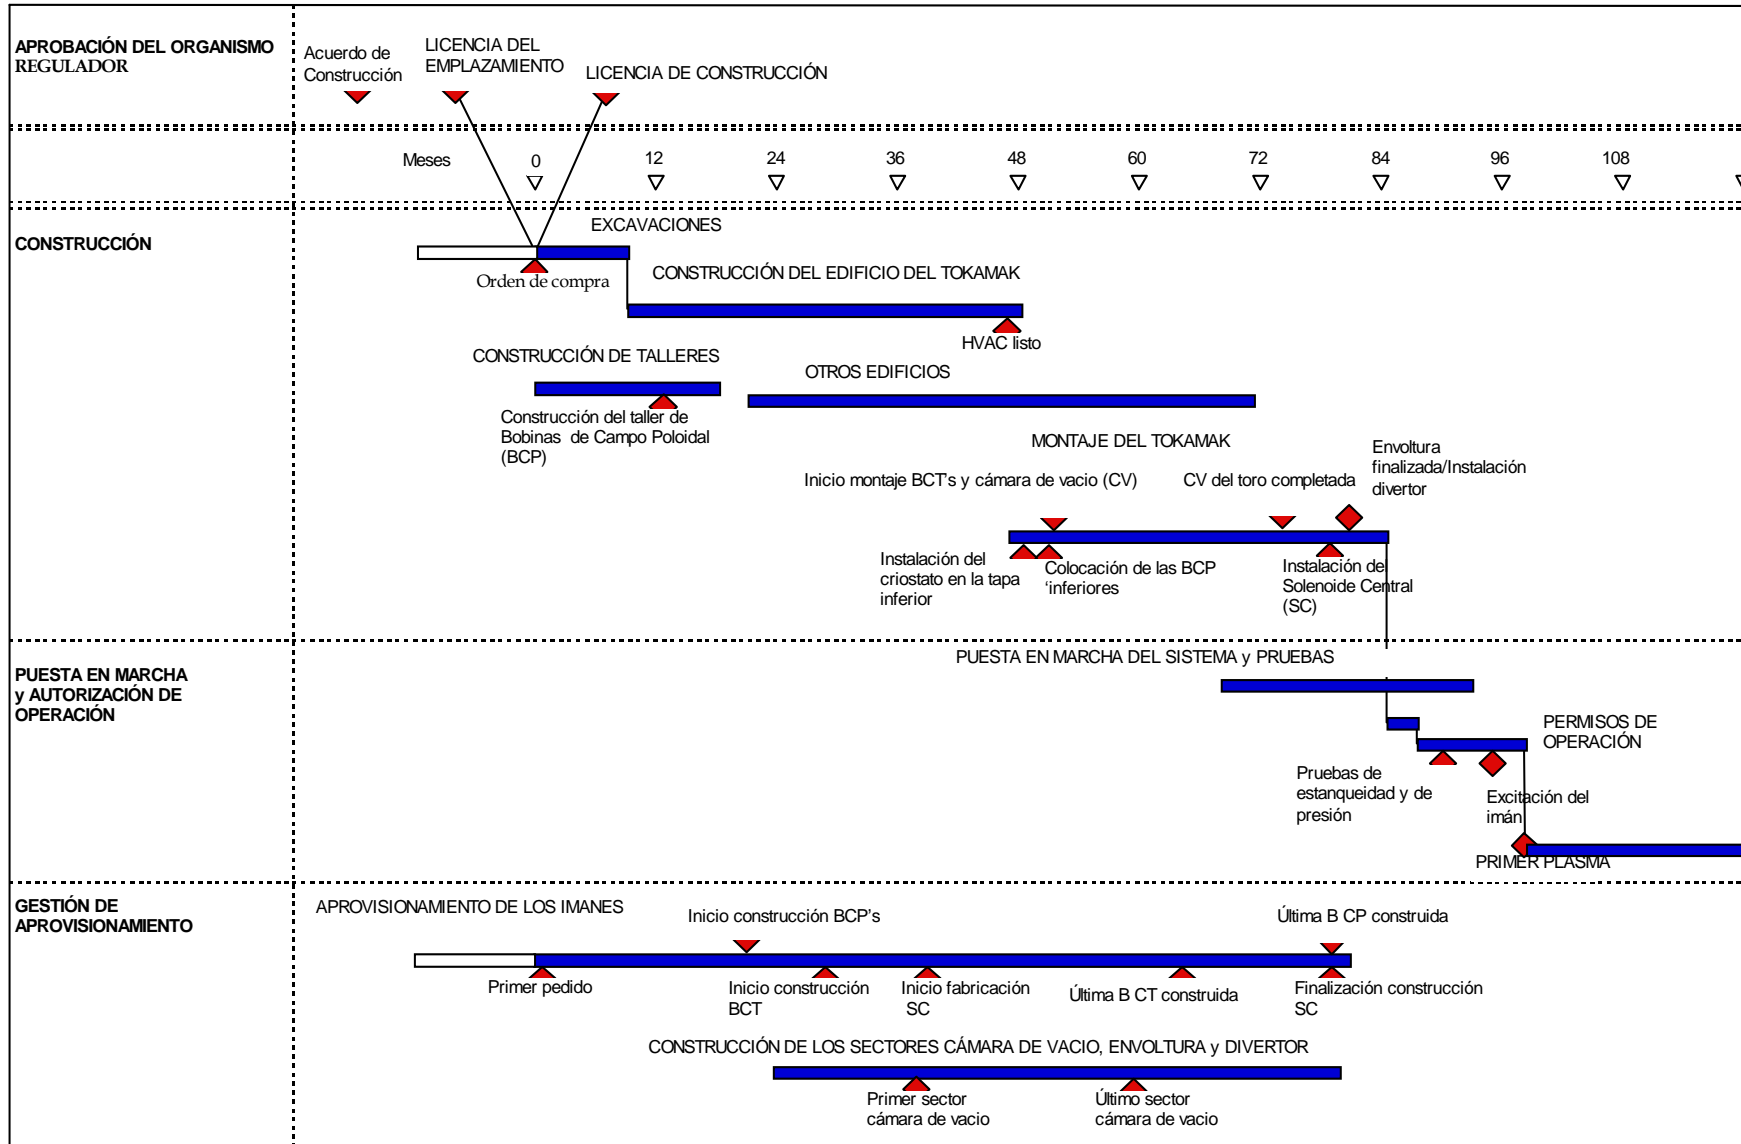 APROBACIÓN DEL ORGANISMO
REGULADOR
Acuerdo de
Construcción
LICENCIA DEL
EMPLAZAMIENTO
LICENCIA DE CONSTRUCCIÓN
Meses 0 12 24 36 48 60 72 84 96 108
CONSTRUCCIÓN
EXCAVACIONES
Orden de compra
CONSTRUCCIÓN DEL EDIFICIO DEL TOKAMAK
HVAC listo
CONSTRUCCIÓN DE TALLERES
OTROS EDIFICIOS
Construcción del taller de
Bobinas de Campo Poloidal
(BCP)
MONTAJE DEL TOKAMAK
Envoltura
finalizada/Instalación
divertor
Inicio montaje BCT's y cámara de vacio (CV)
CV del toro completada
Instalación del
criostato en la tapa
inferior
Colocación de las BCP
‘inferiores
Instalación del
Solenoide Central
(SC)
PUESTA EN MARCHA
y AUTORIZACIÓN DE
OPERACIÓN
PUESTA EN MARCHA DEL SISTEMA y PRUEBAS
PERMISOS DE
OPERACIÓN
Pruebas de
estanqueidad y de
presión
Excitación del
imán
PRIMER PLASMA
GESTIÓN DE
APROVISIONAMIENTO
APROVISIONAMIENTO DE LOS IMANES
Inicio construcción BCP's
Última B CP construida
Primer pedido
Inicio construcción
BCT
Inicio fabricación
SC
Última B CT construida
Finalización construcción
SC
CONSTRUCCIÓN DE LOS SECTORES CÁMARA DE VACIO, ENVOLTURA y DIVERTOR
Primer sector
cámara de vacio
Último sector
cámara de vacio